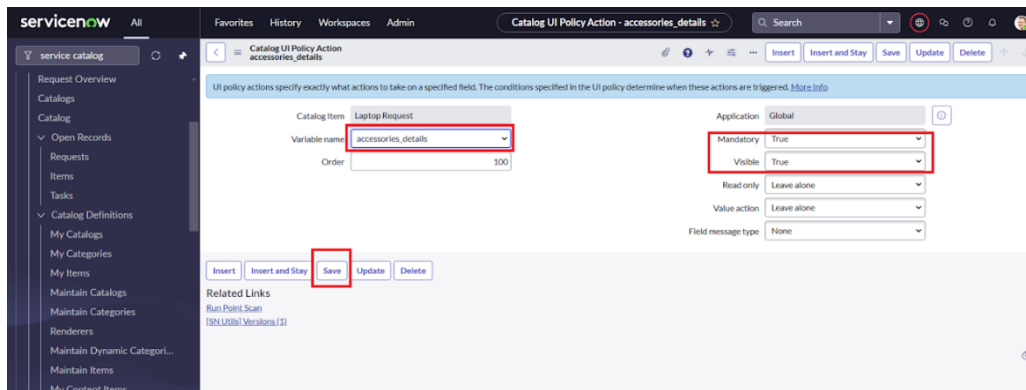 servicenow All Favorites History Workspaces Admin Catalog UI Policy Action - accessories_details Search
service catalog
Catalog UI Policy Action
accessories_details
Insert Insert and Stay Save Update Delete
Request Overview
Catalogs
Catalog
Open Records
Requests
Items
Tasks
Catalog Definitions
My Catalogs
My Categories
My Items
Maintain Catalogs
Maintain Categories
Renderers
Maintain Dynamic Categori...
Maintain Items
My Content Items
UI policy actions specify exactly what actions to take on a specified field. The conditions specified in the UI policy determine when these actions are triggered. More Info
Catalog Item Laptop Request
Variable name accessories_details
Order 100
Application Global
Mandatory True
Visible True
Read only Leave alone
Value action Leave alone
Field message type None
Insert Insert and Stay Save Update Delete
Related Links
Run Point Scan
[SN Utils] Versions (1)